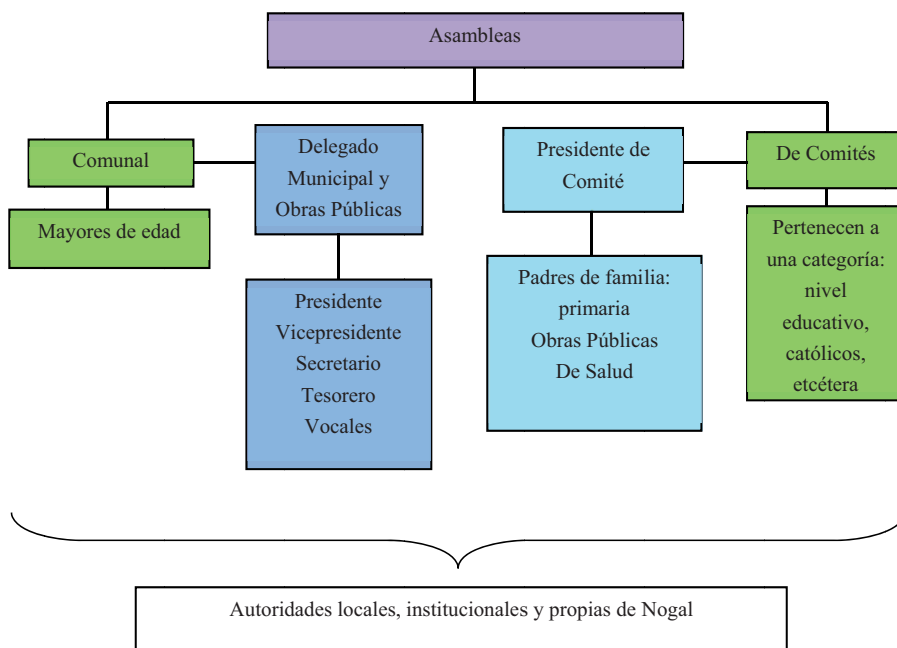 Asambleas
Comunal
Mayores de edad
Delegado
Municipal y
Obras Públicas
Presidente
Vicepresidente
Secretario
Tesorero
Vocales
Presidente de
Comité
Padres de familia:
primaria
Obras Públicas
De Salud
De Comités
Pertenecen a
una categoría:
nivel
educativo,
católicos,
etcétera
Autoridades locales, institucionales y propias de Nogal